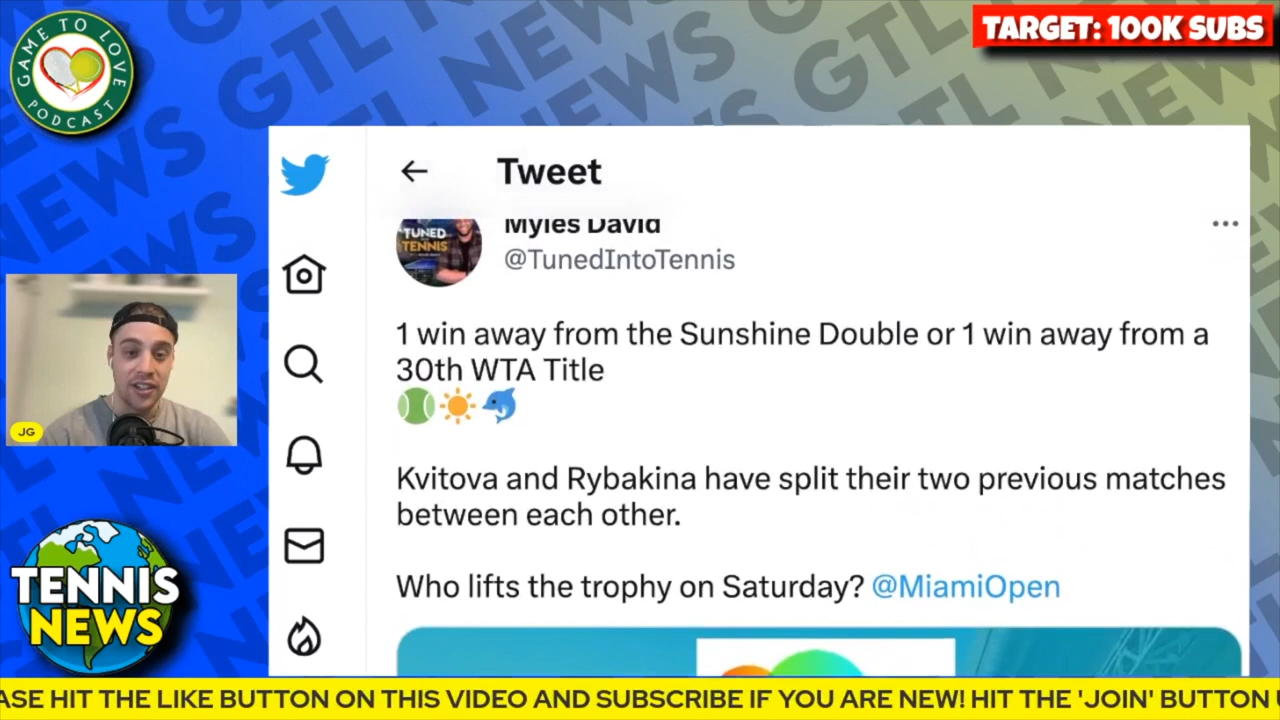 GAME TO LOVE PODCAST
TARGET: 100K SUBS
GTL NEWS
Tweet
Myles David
@TunedIntoTennis
TUNED
TENNIS
1 win away from the Sunshine Double or 1 win away from a
30th WTA Title
Kvitova and Rybakina have split their two previous matches
between each other.
Who lifts the trophy on Saturday? @MiamiOpen
JG
TENNIS
NEWS
ASE HIT THE LIKE BUTTON ON THIS VIDEO AND SUBSCRIBE IF YOU ARE NEW! HIT THE 'JOIN' BUTTON